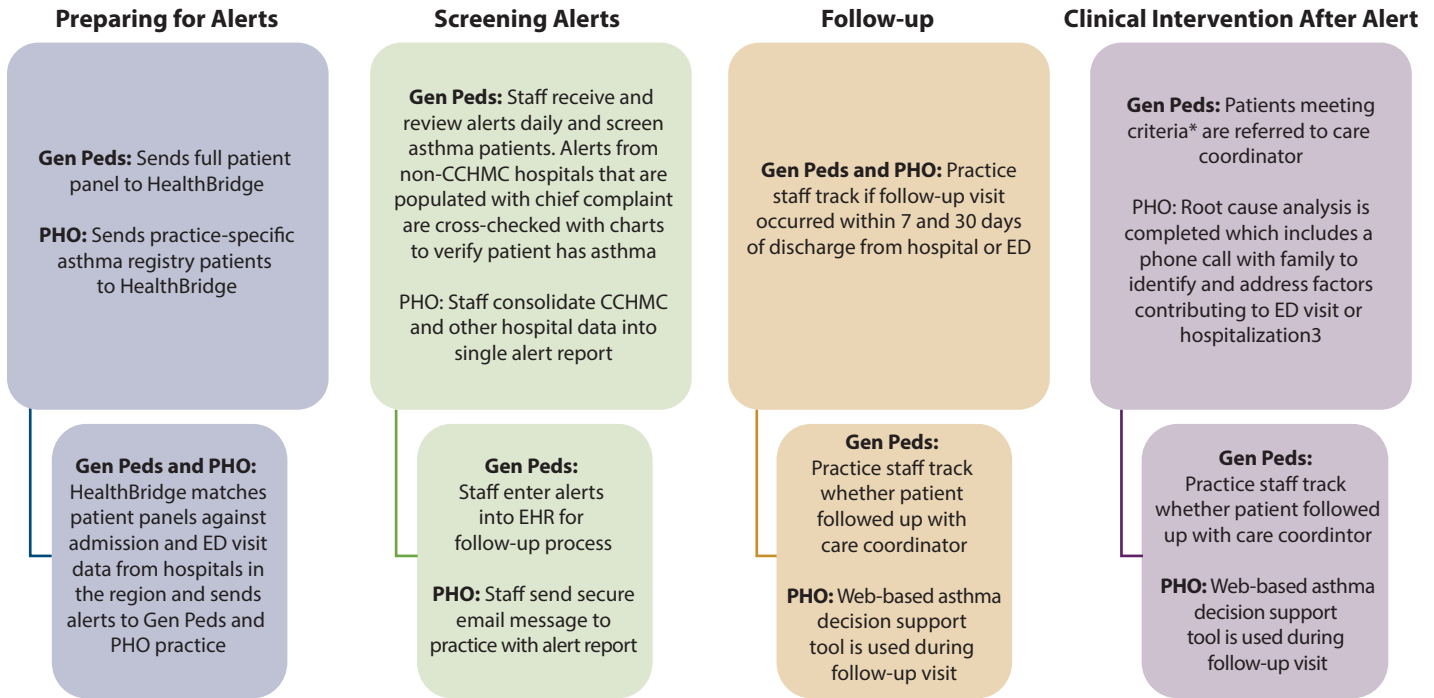 Preparing for Alerts
Gen Peds: Sends full patient
panel to HealthBridge
PHO: Sends practice-specific
asthma registry patients
to HealthBridge
Gen Peds and PHO:
HealthBridge matches
patient panels against
admission and ED visit
data from hospitals in
the region and sends
alerts to Gen Peds and
PHO practice
Screening Alerts
Gen Peds: Staff receive and
review alerts daily and screen
asthma patients. Alerts from
non-CCHMC hospitals that are
populated with chief complaint
are cross-checked with charts
to verify patient has asthma
PHO: Staff consolidate CCHMC
and other hospital data into
single alert report
Gen Peds:
Staff enter alerts
into EHR for
follow-up process
PHO: Staff send secure
email message to
practice with alert report
Follow-up
Gen Peds and PHO: Practice
staff track if follow-up visit
occurred within 7 and 30 days
of discharge from hospital or ED
Gen Peds:
Practice staff track
whether patient
followed up with
care coordinator
PHO: Web-based asthma
decision support
tool is used during
follow-up visit
Clinical Intervention After Alert
Gen Peds: Patients meeting
criteria* are referred to care
coordinator
PHO: Root cause analysis is
completed which includes a
phone call with family to
identify and address factors
contributing to ED visit or
hospitalization3
Gen Peds:
Practice staff track
whether patient followed
up with care coordintor
PHO: Web-based asthma
decision support
tool is used during
follow-up visit